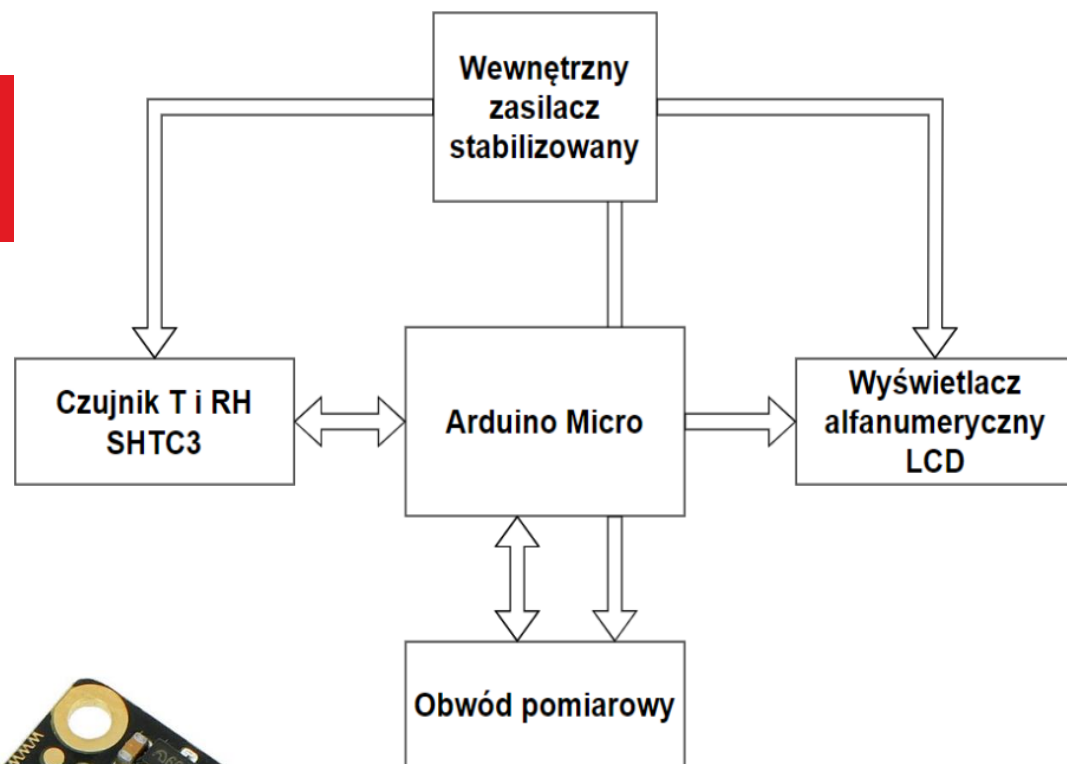 Wewnętrzny
zasilacz
stabilizowany
Czujnik T i RH
SHTC3
Arduino Micro
Wyświetlacz
alfanumeryczny
LCD
Obwód pomiarowy